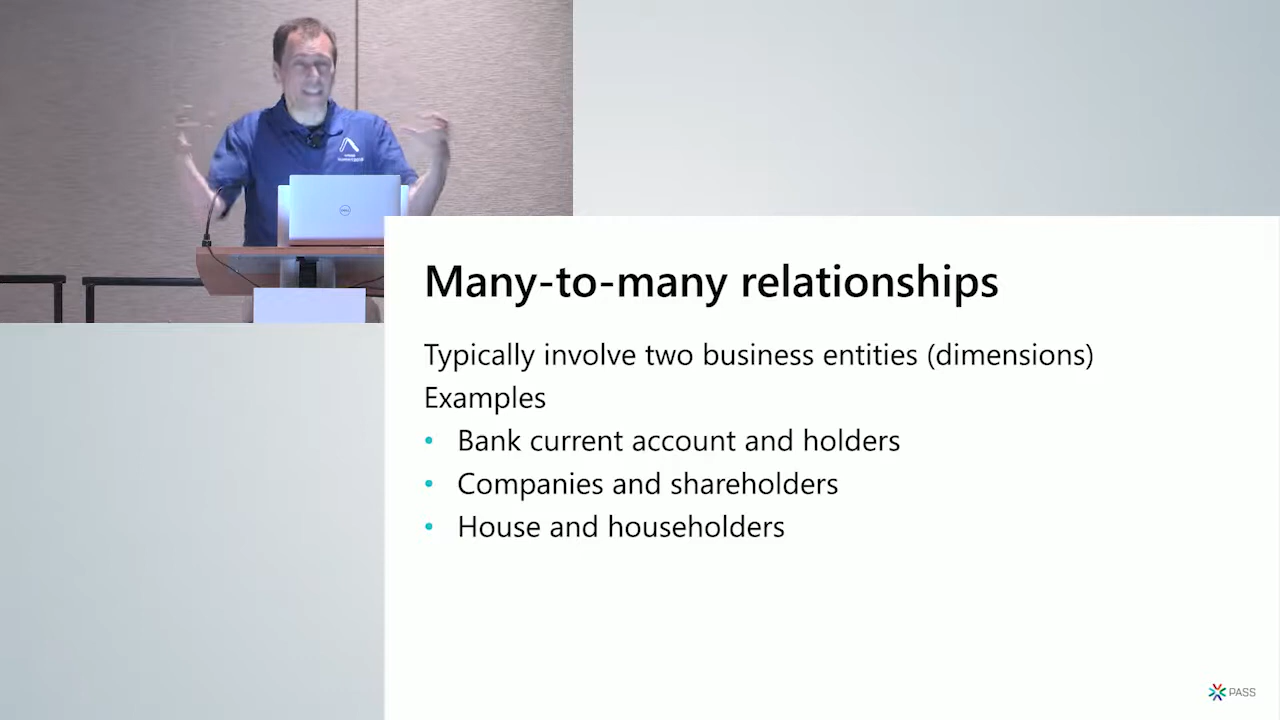 Many-to-many relationships
Typically involve two business entities (dimensions)
Examples
• Bank current account and holders
• Companies and shareholders
• House and householders
PASS
DELL